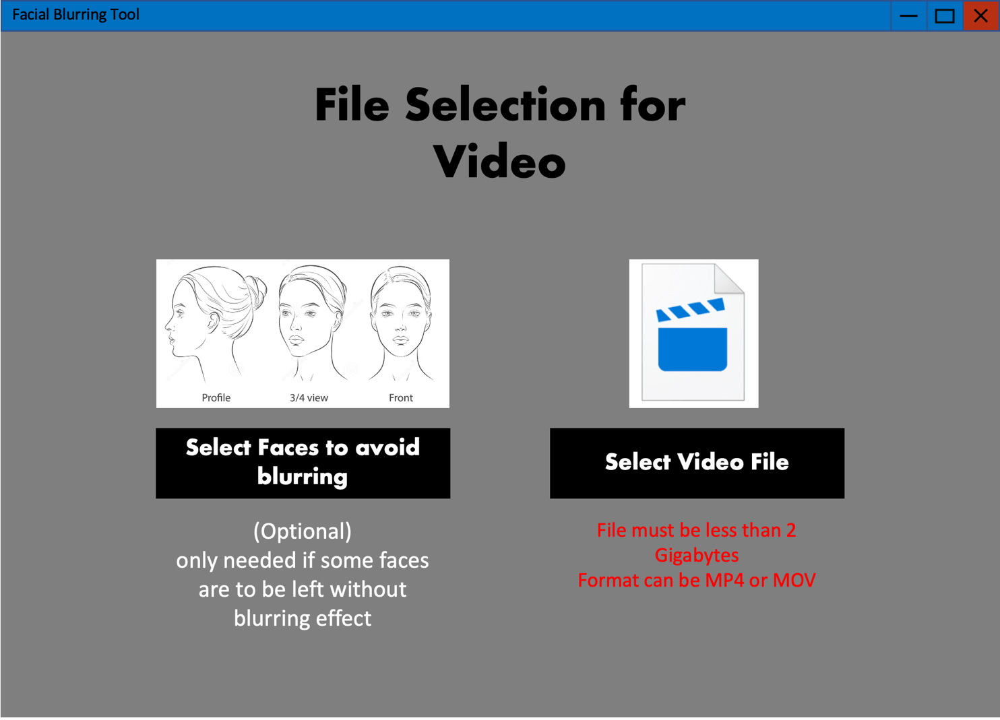 Facial Blurring Tool
File Selection for
Video
Profile
3/4 view
Front
Select Faces to avoid
blurring
(Optional)
only needed if some faces
are to be left without
blurring effect
Select Video File
File must be less than 2
Gigabytes
Format can be MP4 or MOV